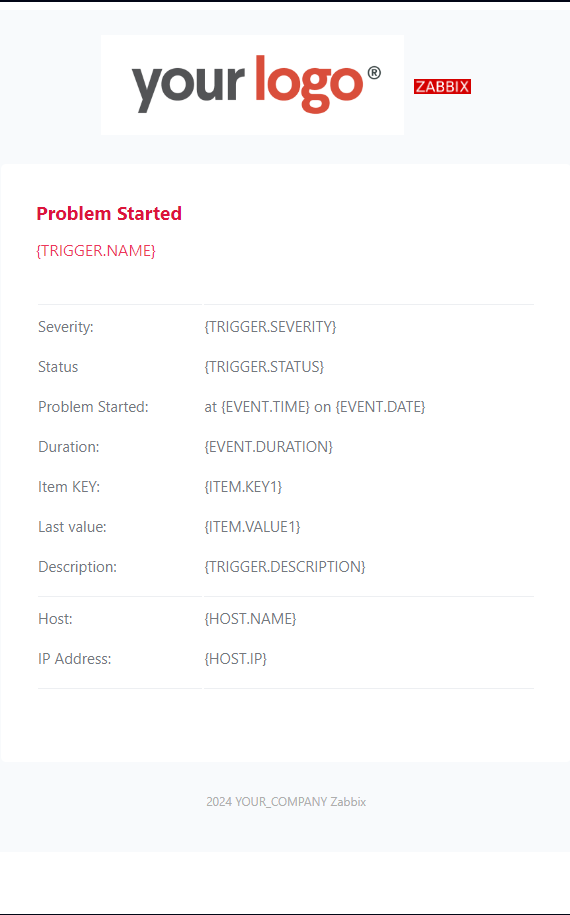 your logo® ZABBIX
Problem Started
{TRIGGER.NAME}
Severity: {TRIGGER.SEVERITY}
Status {TRIGGER.STATUS}
Problem Started: at {EVENT.TIME} on {EVENT.DATE}
Duration: {EVENT.DURATION}
Item KEY: {ITEM.KEY1}
Last value: {ITEM.VALUE1}
Description: {TRIGGER.DESCRIPTION}
Host: {HOST.NAME}
IP Address: {HOST.IP}
2024 YOUR_COMPANY Zabbix